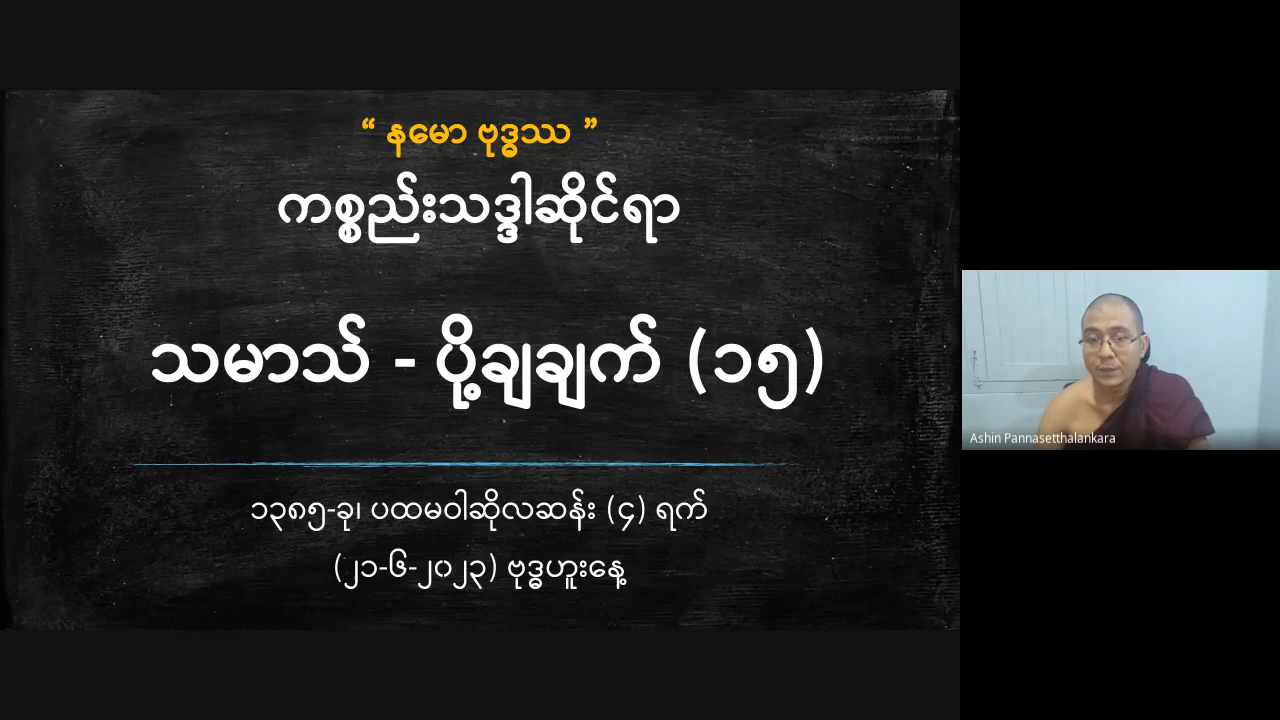 “ နမော ဗုဒ္ဓဿ ”
ကစ္စည်းသဒ္ဒါဆိုင်ရာ
သမာသ် - ပို့ချချက် (၁၅)
၁၃၈၅-ခု၊ ပထမဝါဆိုလဆန်း (၄) ရက်
(၂၁-၆-၂၀၂၃) ဗုဒ္ဓဟူးနေ့
Ashin Pannasetthalankara